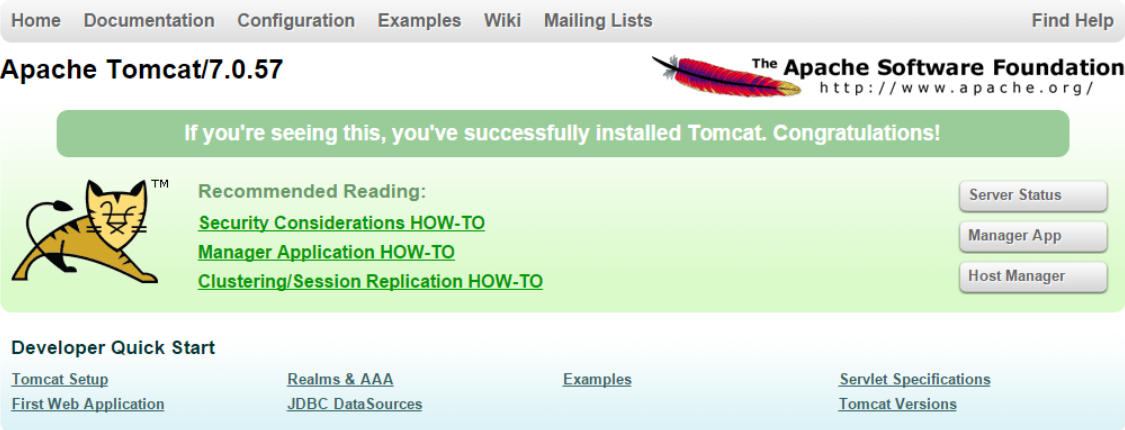 Home Documentation Configuration Examples Wiki Mailing Lists Find Help
Apache Tomcat/7.0.57
The Apache Software Foundation
http://www.apache.org/
If you're seeing this, you've successfully installed Tomcat. Congratulations!
TM
Recommended Reading:
Security Considerations HOW-TO
Manager Application HOW-TO
Clustering/Session Replication HOW-TO
Server Status
Manager App
Host Manager
Developer Quick Start
Tomcat Setup Realms & AAA Examples Servlet Specifications
First Web Application JDBC DataSources Tomcat Versions